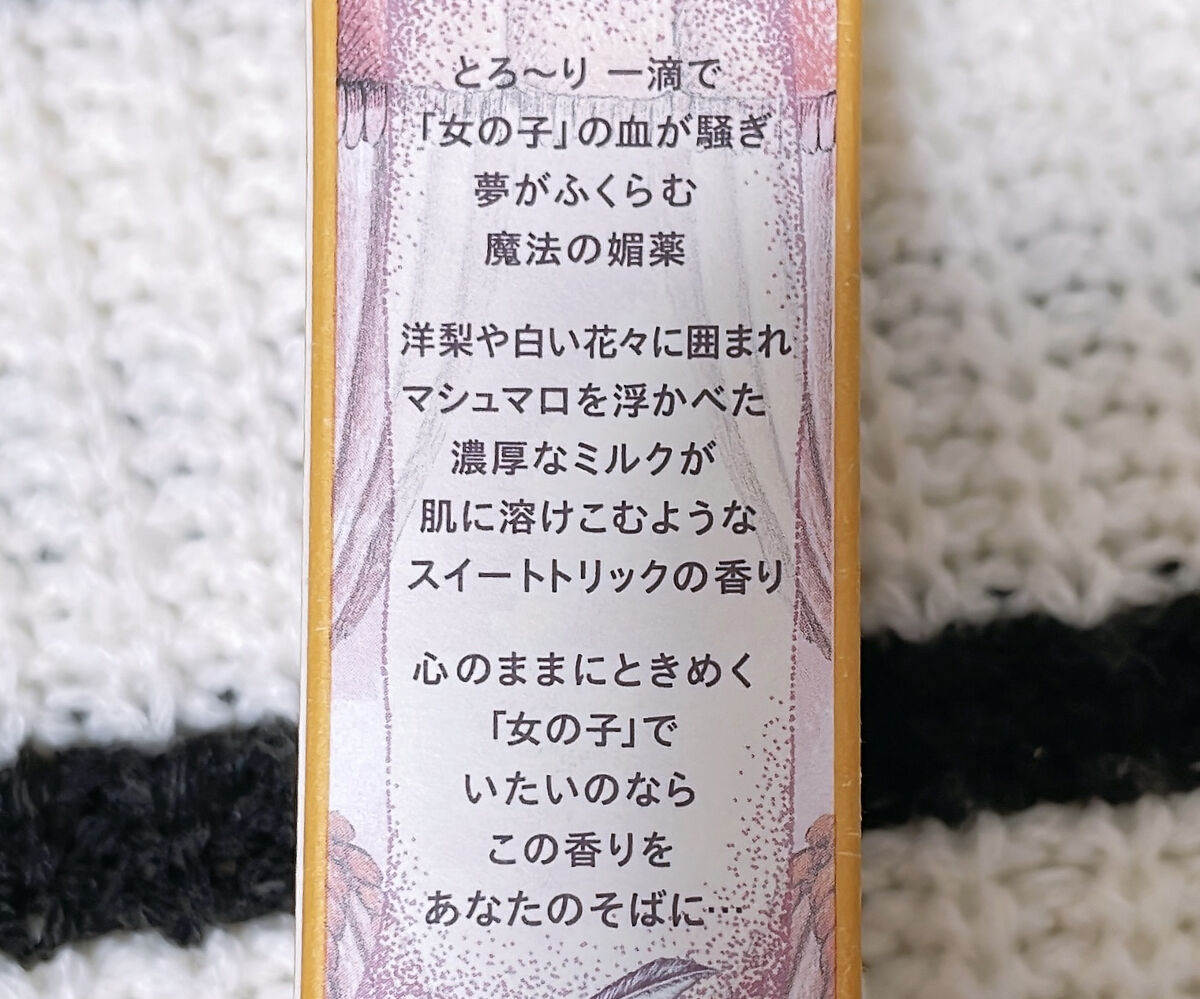 とろ～り 一滴で
「女の子」の血が騒ぎ
夢がふくらむ
魔法の媚薬
洋梨や白い花々に囲まれ
マシュマロを浮かべた
濃厚なミルクが
肌に溶けこむような
スイートトリックの香り
心のままにときめく
「女の子」で
いたいのなら
この香りを
あなたのそばに…